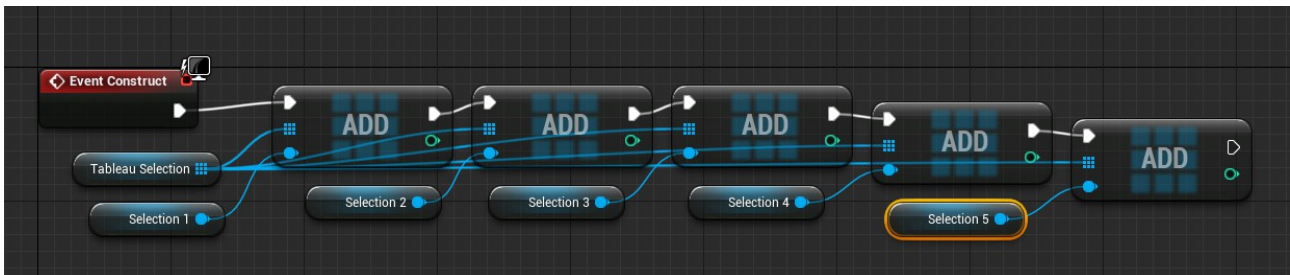 Event Construct
ADD
ADD
ADD
ADD
ADD
Tableau Selection
Selection 1
Selection 2
Selection 3
Selection 4
Selection 5